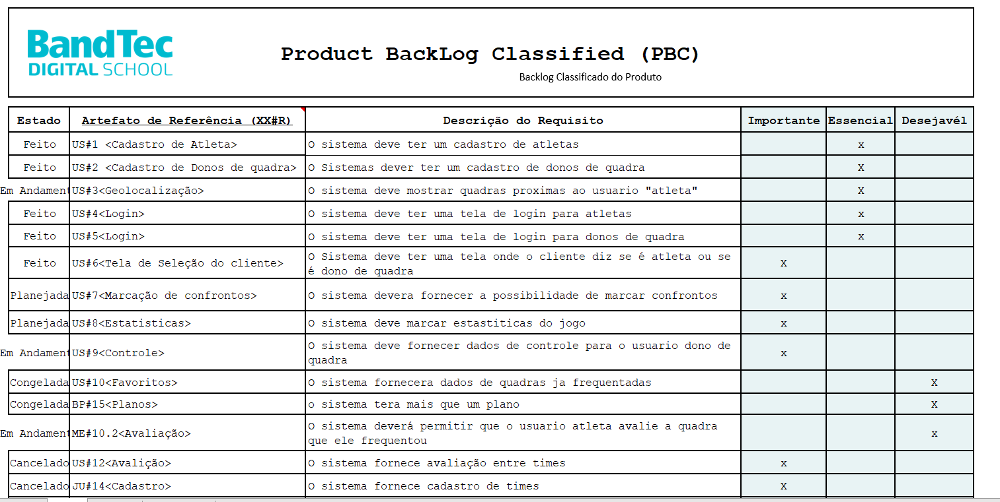 BandTec
DIGITAL SCHOOL
Product BackLog Classified (PBC)
Backlog Classificado do Produto
Estado Artefato de Referência (XX#R) Descrição do Requisito Importante Essencial Desejavél
Feito US#1 <Cadastro de Atleta> O sistema deve ter um cadastro de atletas x
Feito US#2 <Cadastro de Donos de quadra> O Sistemas dever ter um cadastro de donos de quadra X
Em Andament US#3<Geolocalização> O sistema deve mostrar quadras proximas ao usuario "atleta" X
Feito US#4<Login> O sistema deve ter uma tela de login para atletas x
Feito US#5<Login> O sistema deve ter uma tela de login para donos de quadra x
Feito US#6<Tela de Seleção do cliente> O Sistema deve ter uma tela onde o cliente diz se é atleta ou se
é dono de quadra X
Planejada US#7<Marcação de confrontos> O sistema devera fornecer a possibilidade de marcar confrontos x
Planejada US#8<Estatisticas> O sistema deve marcar estastiticas do jogo x
Em Andament US#9<Controle> O sistema deve fornecer dados de controle para o usuario dono de
quadra x
Congelada US#10<Favoritos> O sistema fornecera dados de quadras ja frequentadas X
Congelada BP#15<Planos> o sistema tera mais que um plano X
Em Andament ME#10.2<Avaliação> O sistema deverá permitir que o usuario atleta avalie a quadra
que ele frequentou x
Cancelado US#12<Avalição> O sistema fornece avaliação entre times x
Cancelado JU#14<Cadastro> O sistema fornece cadastro de times X